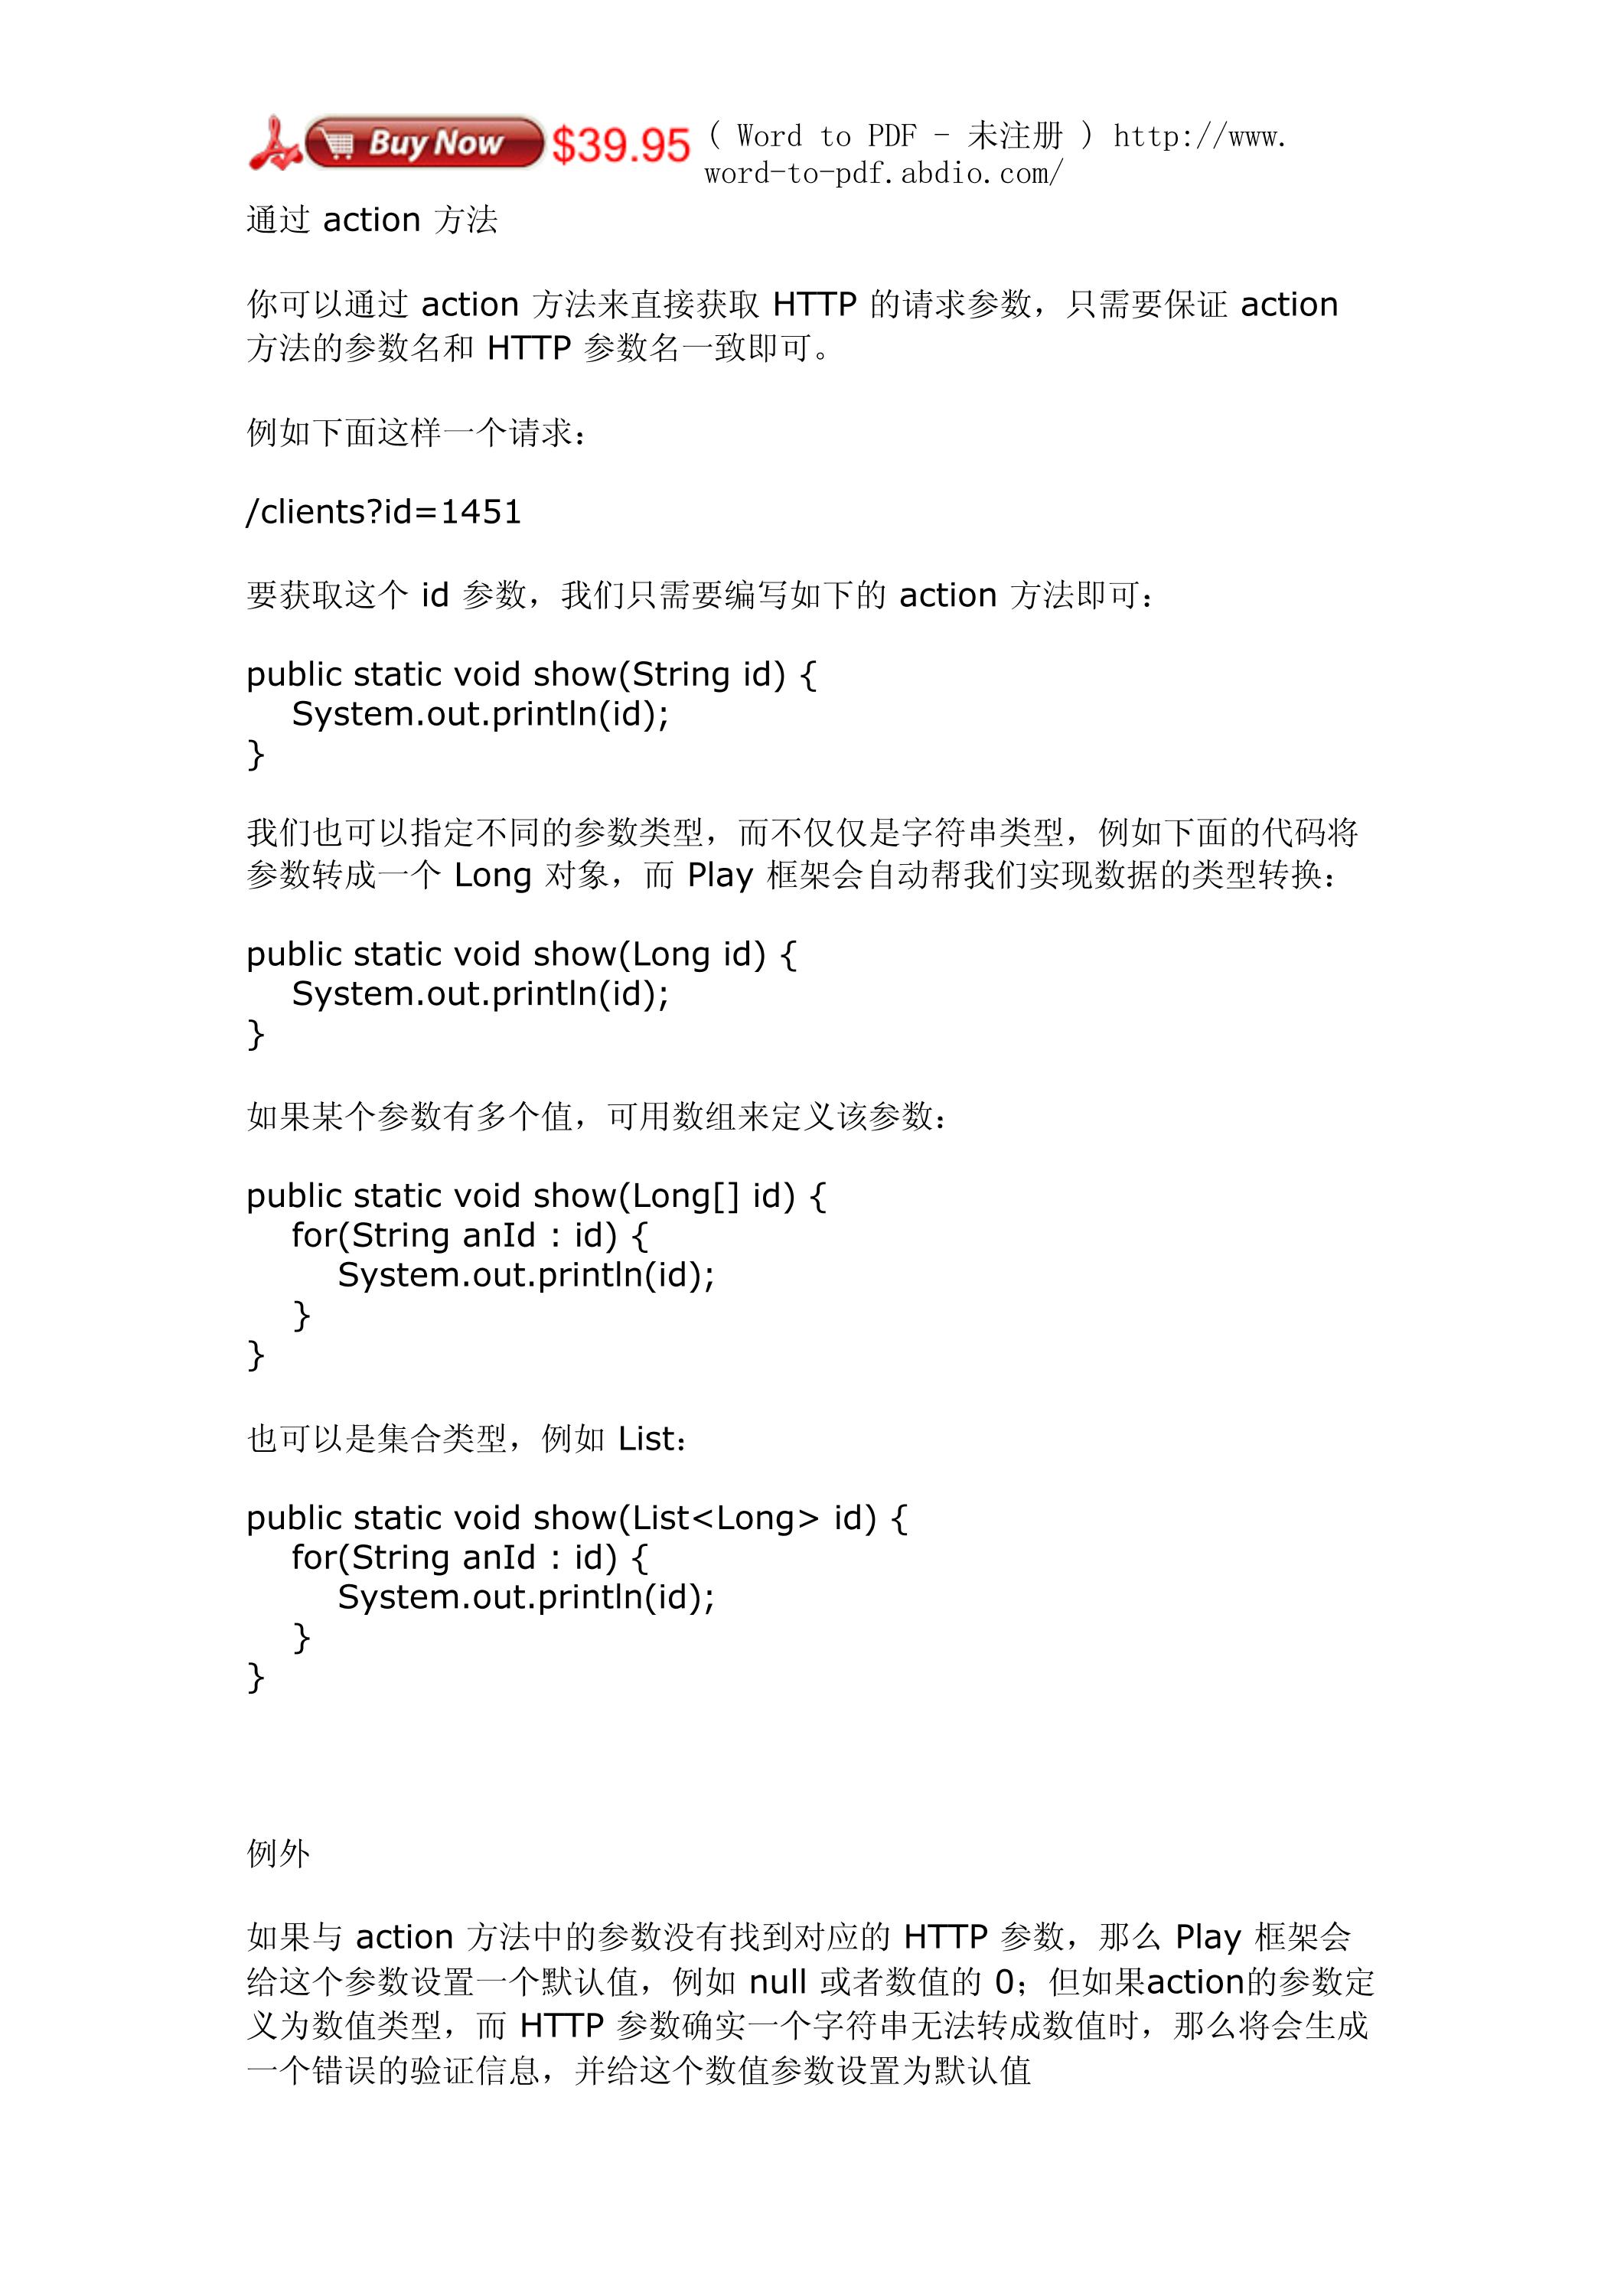 Buy Now $39.95 ( Word to PDF - 未注册 ) http://www.
word-to-pdf.abdio.com/
通过 action 方法
你可以通过 action 方法来直接获取 HTTP 的请求参数，只需要保证 action
方法的参数名和 HTTP 参数名一致即可。
例如下面这样一个请求：
/clients?id=1451
要获取这个 id 参数，我们只需要编写如下的 action 方法即可：
public static void show(String id) {
    System.out.println(id);
}
我们也可以指定不同的参数类型，而不仅仅是字符串类型，例如下面的代码将
参数转成一个 Long 对象，而 Play 框架会自动帮我们实现数据的类型转换：
public static void show(Long id) {
    System.out.println(id);
}
如果某个参数有多个值，可用数组来定义该参数：
public static void show(Long[] id) {
    for(String anId : id) {
        System.out.println(id);
    }
}
也可以是集合类型，例如 List：
public static void show(List<Long> id) {
    for(String anId : id) {
        System.out.println(id);
    }
}
例外
如果与 action 方法中的参数没有找到对应的 HTTP 参数，那么 Play 框架会
给这个参数设置一个默认值，例如 null 或者数值的 0；但如果action的参数定
义为数值类型，而 HTTP 参数确实一个字符串无法转成数值时，那么将会生成
一个错误的验证信息，并给这个数值参数设置为默认值